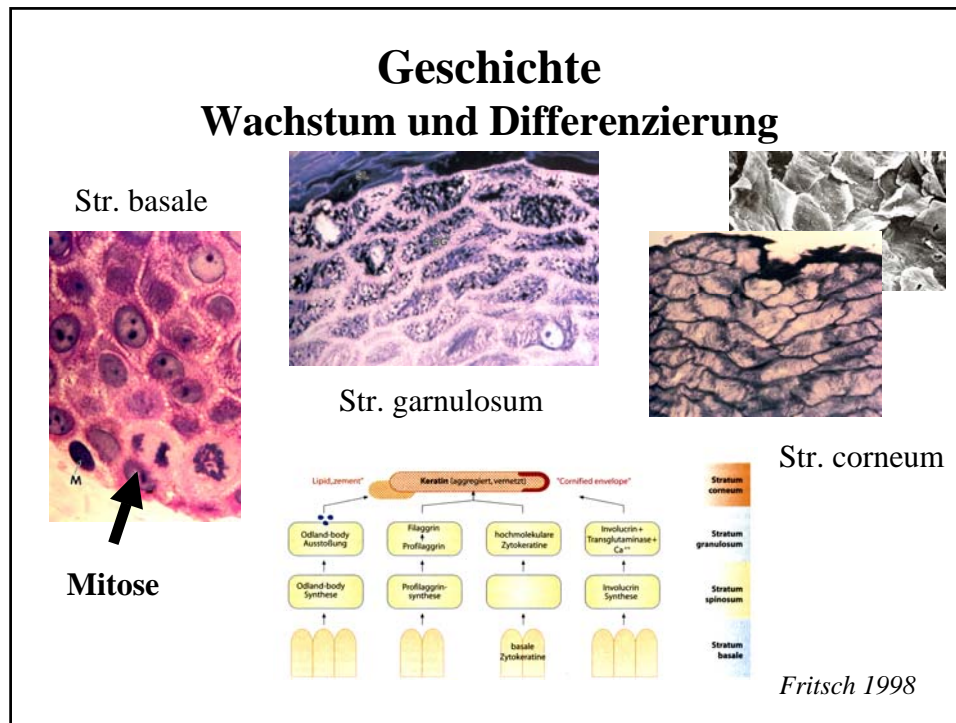 Geschichte
Wachstum und Differenzierung
Str. basale
Str. garnulosum
Str. corneum
M
Mitose
Lipid„zement"
Keratin (aggregiert, vernetzt)
"Cornified envelope"
Stratum
corneum
Odland-body
Ausstoßung
Filaggrin
Profilaggrin
hochmolekulare
Zytokeratine
Involucrin+
Transglutaminase+
Ca++
Stratum
granulosum
Odland-body
Synthese
Profilaggrin-
synthese
Involucrin
Synthese
Stratum
spinosum
basale
Zytokeratine
Stratum
basale
Fritsch 1998